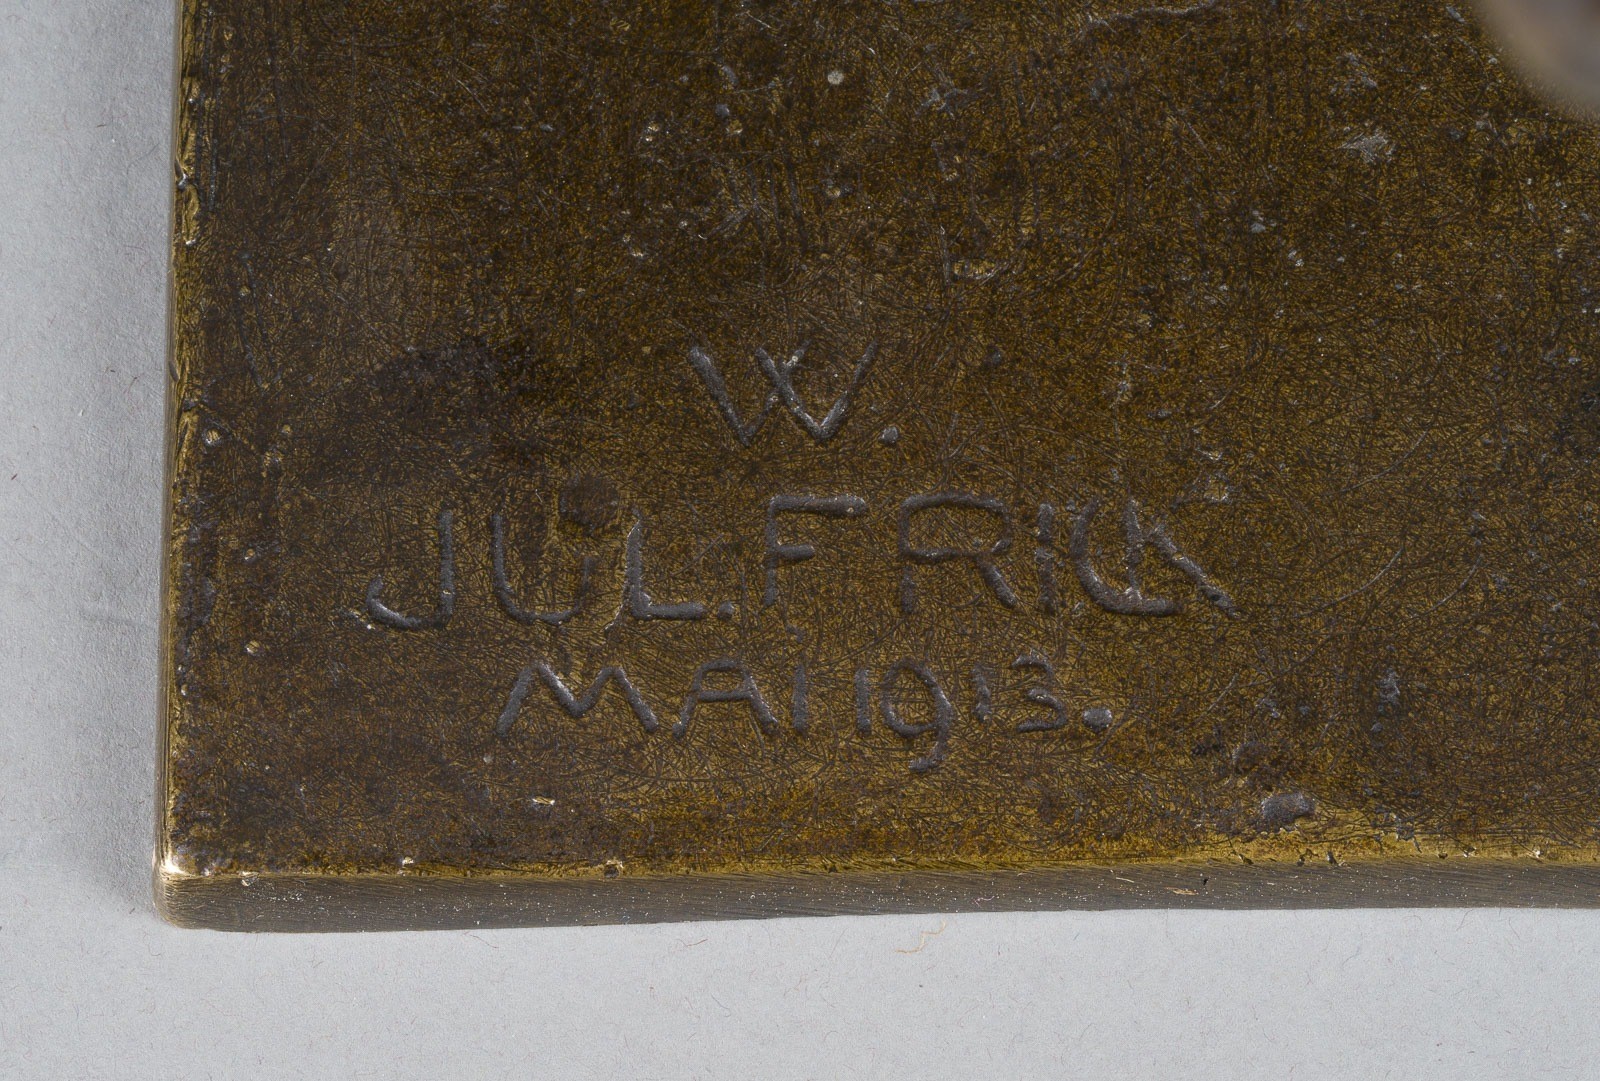 W.
JUL. FRICK
MAI 1913.